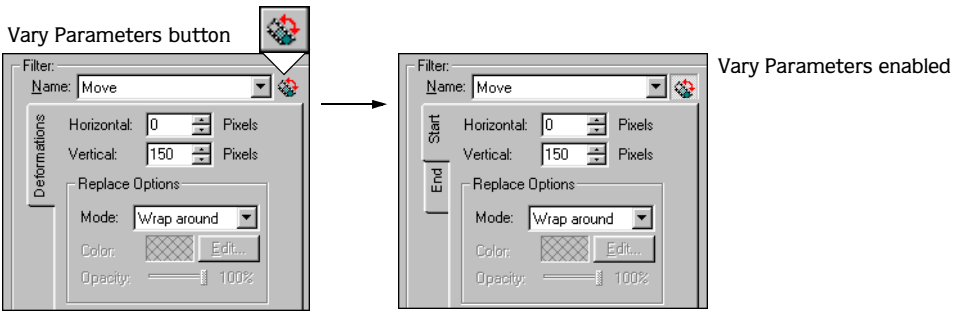 Vary Parameters button
Filter:
Name: Move
Deformations
Horizontal: 0 Pixels
Vertical: 150 Pixels
Replace Options
Mode: Wrap around
Color: Edit...
Opacity: 100%
Filter:
Name: Move
Start
End
Horizontal: 0 Pixels
Vertical: 150 Pixels
Replace Options
Mode: Wrap around
Color: Edit...
Opacity: 100%
Vary Parameters enabled